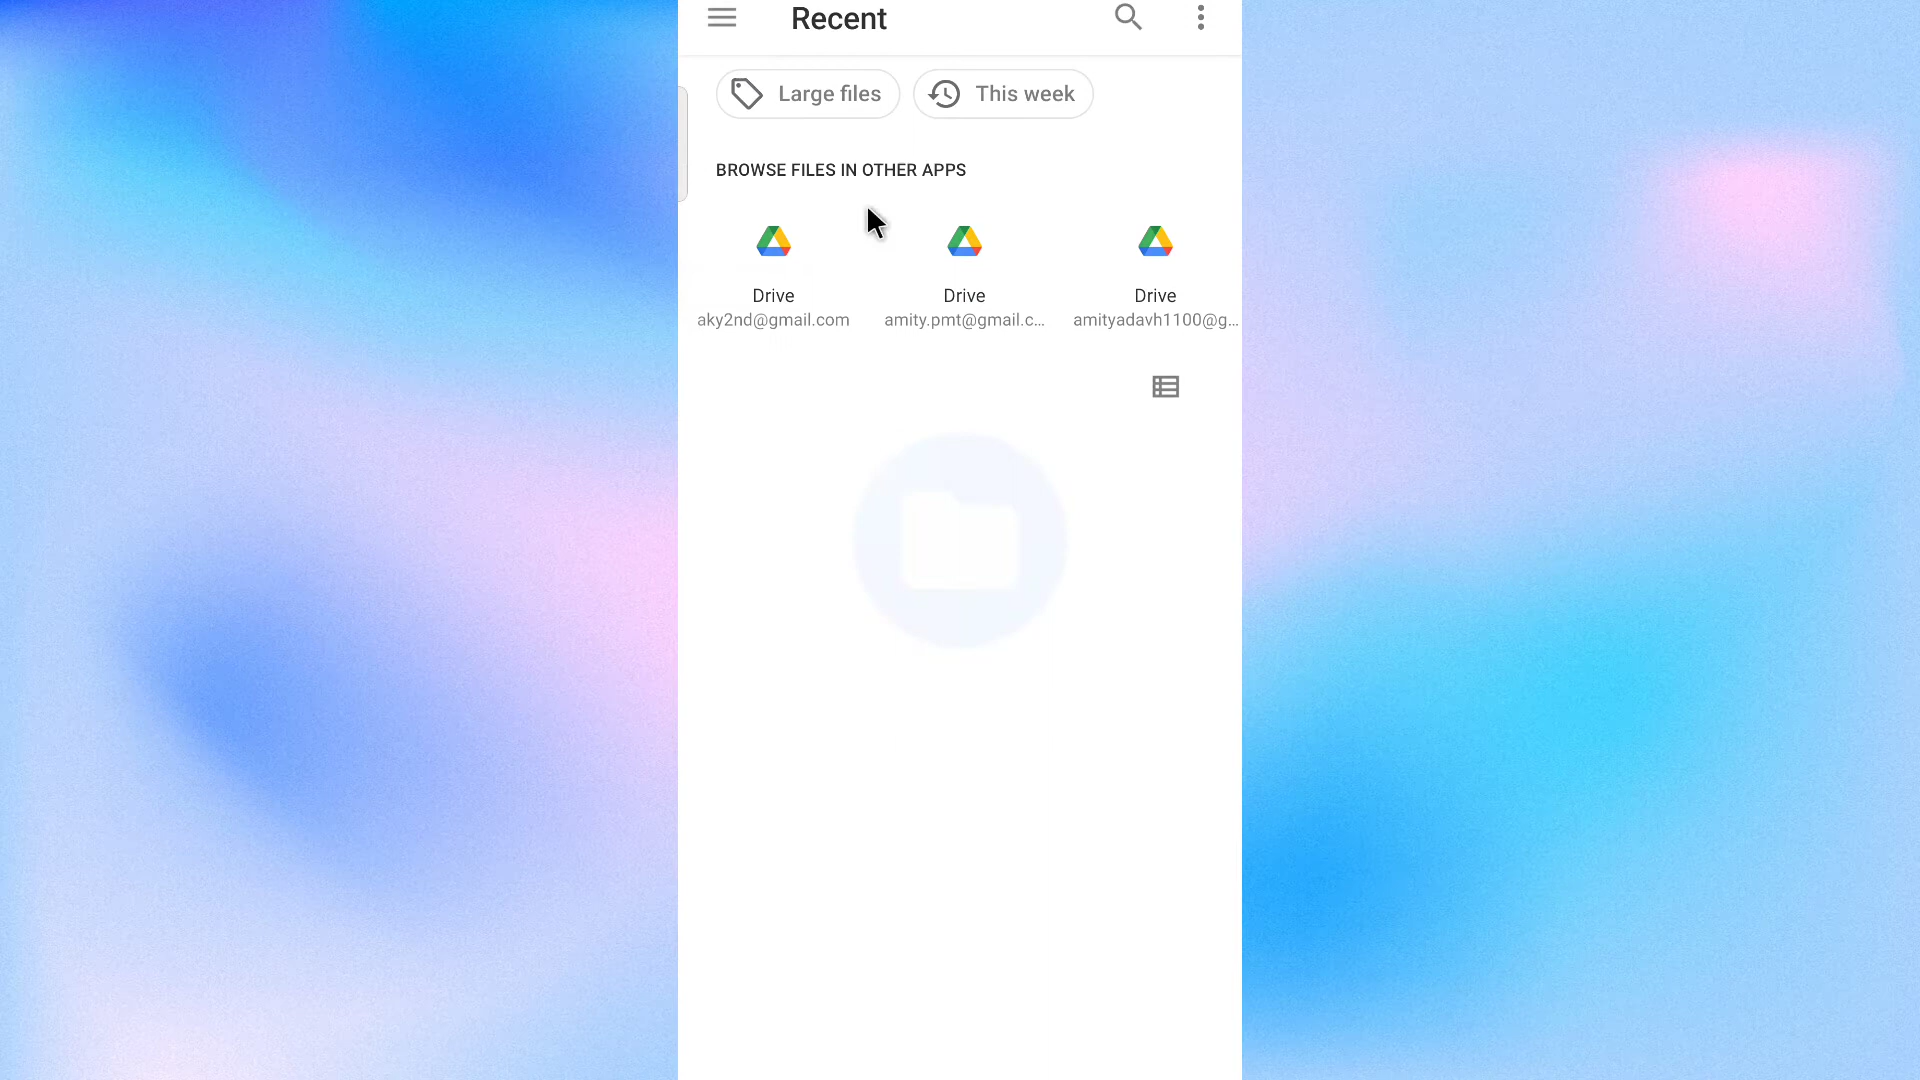 Recent
Large files
This week
BROWSE FILES IN OTHER APPS
Drive
aky2nd@gmail.com
Drive
amity.pmt@gmail.c...
Drive
amityadavh1100@g...